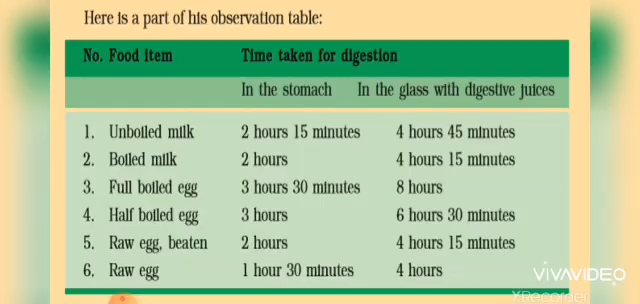 Here is a part of his observation table:
No. Food item Time taken for digestion
In the stomach In the glass with digestive juices
1. Unboiled milk 2 hours 15 minutes 4 hours 45 minutes
2. Boiled milk 2 hours 4 hours 15 minutes
3. Full boiled egg 3 hours 30 minutes 8 hours
4. Half boiled egg 3 hours 6 hours 30 minutes
5. Raw egg, beaten 2 hours 4 hours 15 minutes
6. Raw egg 1 hour 30 minutes 4 hours
VIVAVIDEO
XRecorder